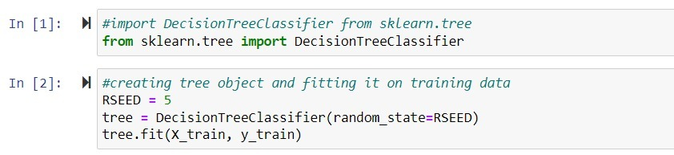 In [1]: #import DecisionTreeClassifier from sklearn.tree
from sklearn.tree import DecisionTreeClassifier
In [2]: #creating tree object and fitting it on training data
RSEED = 5
tree = DecisionTreeClassifier(random_state=RSEED)
tree.fit(X_train, y_train)